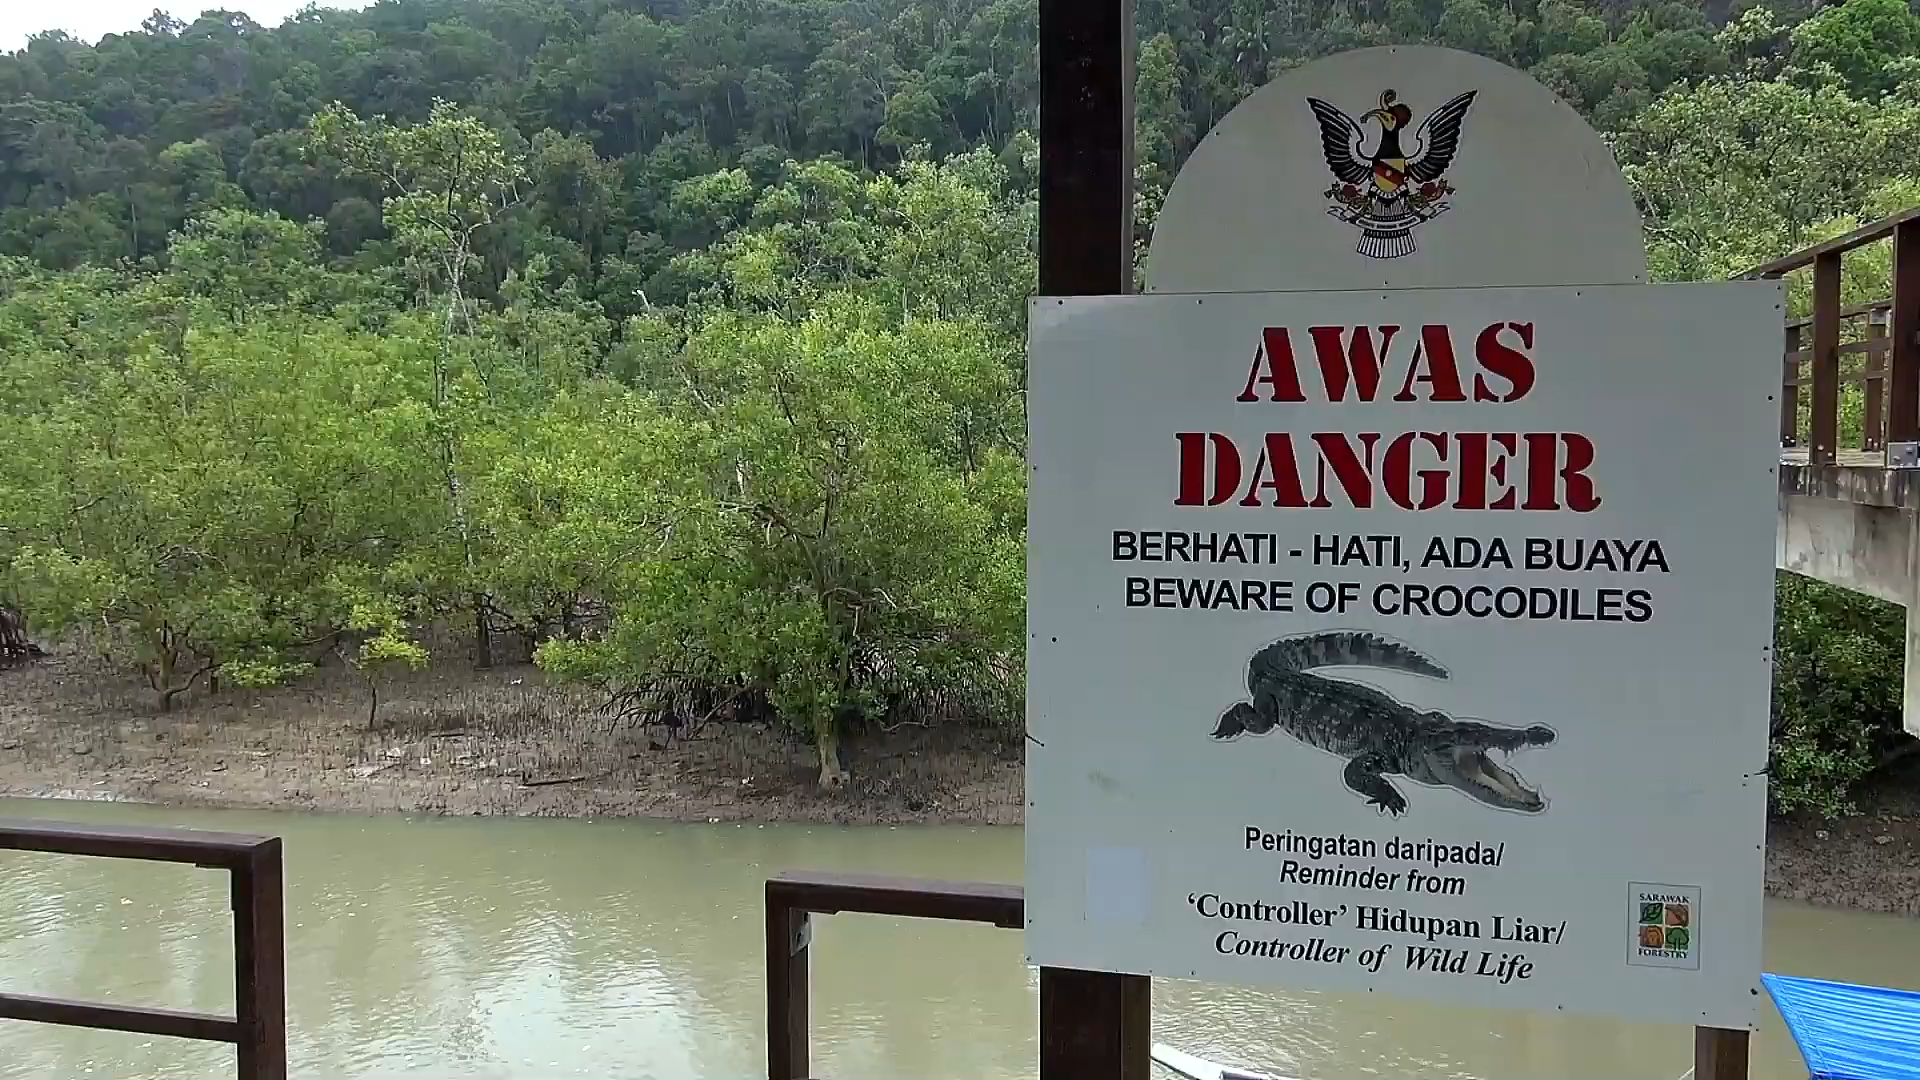 AWAS
DANGER
BERHATI - HATI, ADA BUAYA
BEWARE OF CROCODILES
Peringatan daripada/
Reminder from
‘Controller’ Hidupan Liar/
Controller of Wild Life
SARAWAK
FORESTRY